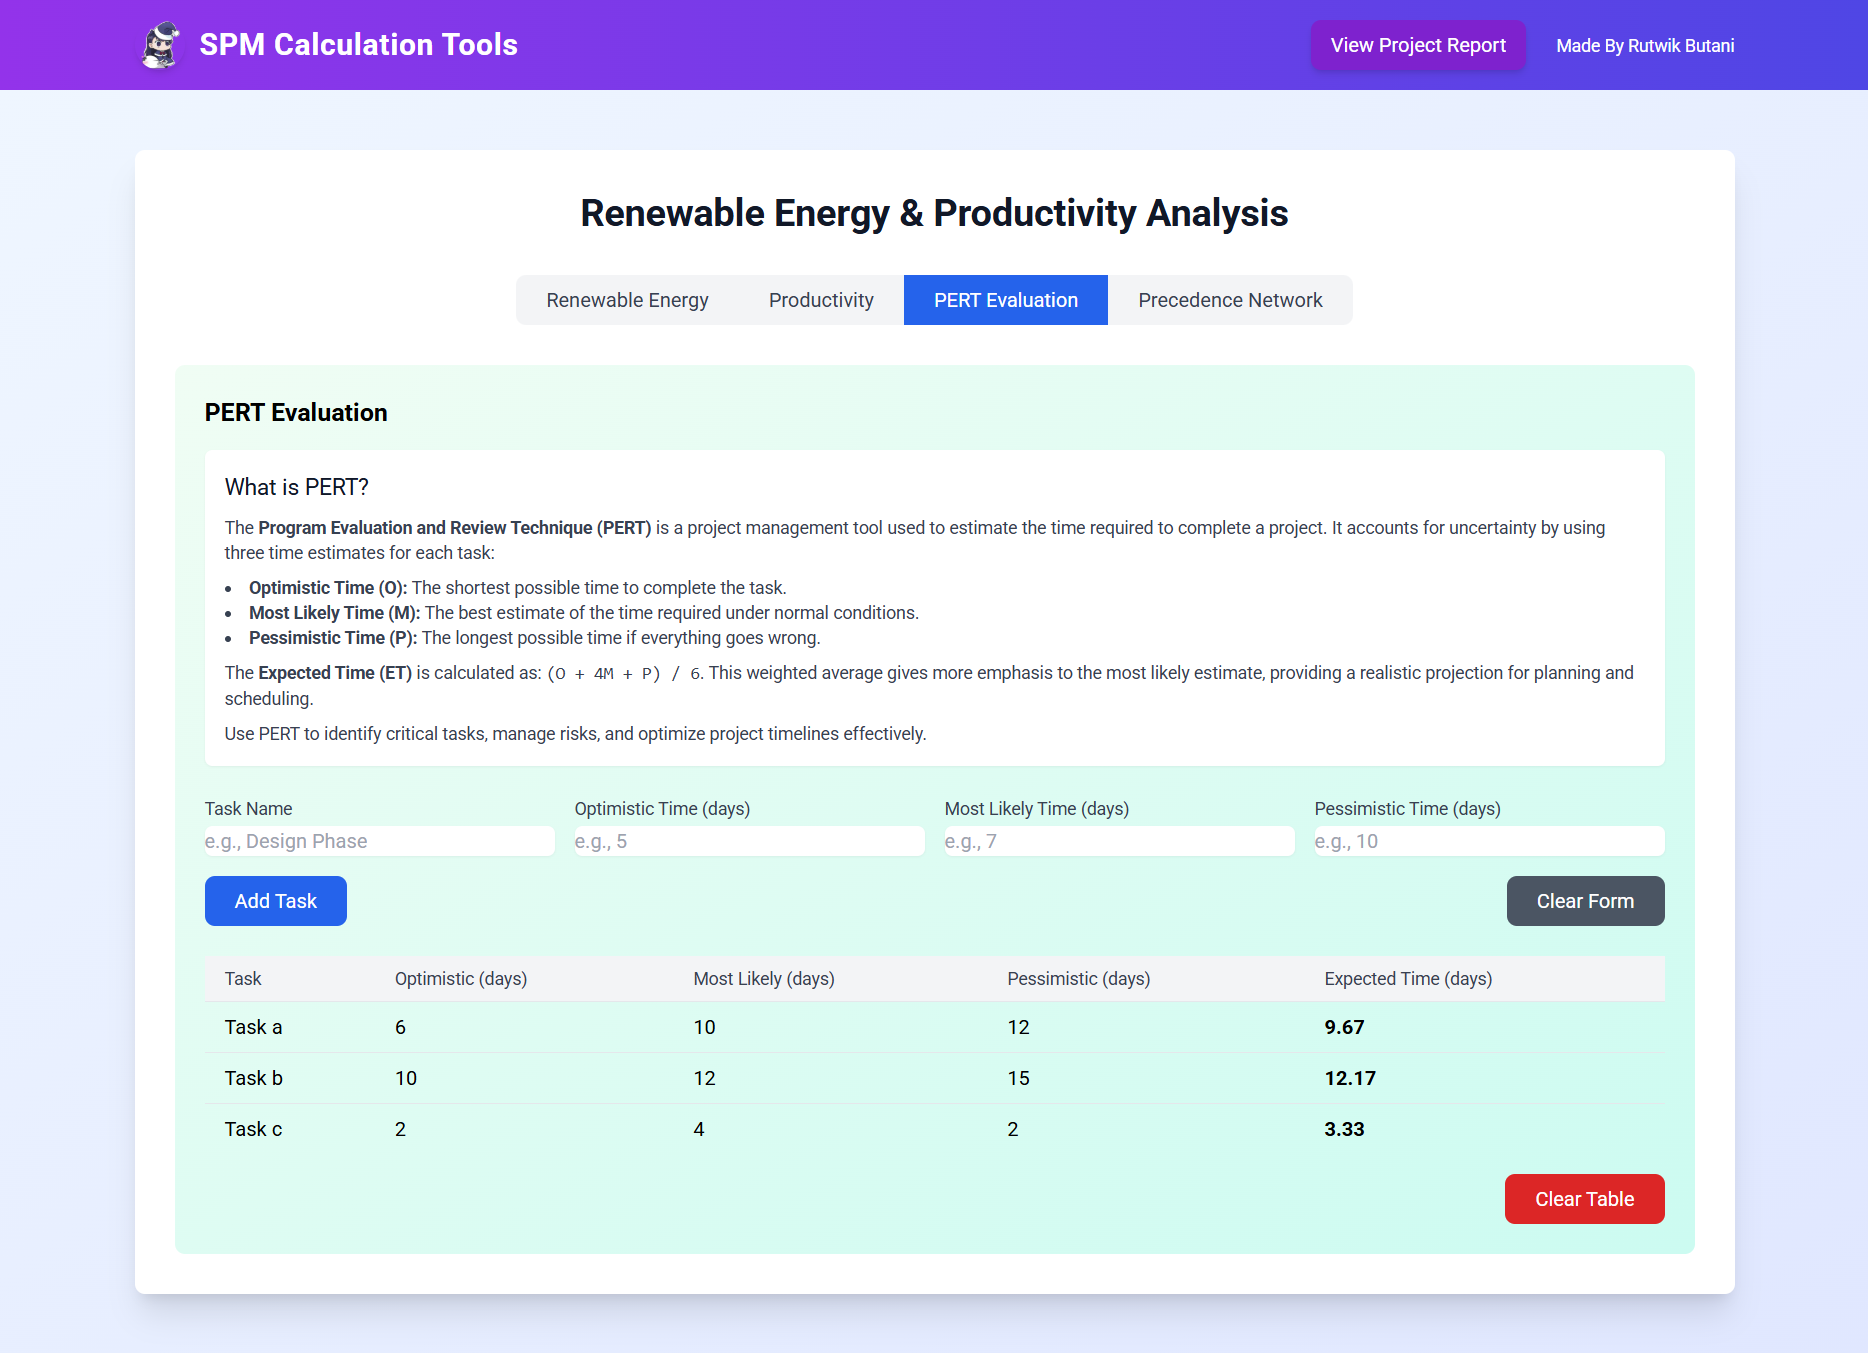 SPM Calculation Tools
View Project Report
Made By Rutwik Butani
Renewable Energy & Productivity Analysis
Renewable Energy
Productivity
PERT Evaluation
Precedence Network
PERT Evaluation
What is PERT?
The Program Evaluation and Review Technique (PERT) is a project management tool used to estimate the time required to complete a project. It accounts for uncertainty by using
three time estimates for each task:
• Optimistic Time (O): The shortest possible time to complete the task.
• Most Likely Time (M): The best estimate of the time required under normal conditions.
• Pessimistic Time (P): The longest possible time if everything goes wrong.
The Expected Time (ET) is calculated as: (O + 4M + P) / 6. This weighted average gives more emphasis to the most likely estimate, providing a realistic projection for planning and
scheduling.
Use PERT to identify critical tasks, manage risks, and optimize project timelines effectively.
Task Name Optimistic Time (days) Most Likely Time (days) Pessimistic Time (days)
e.g., Design Phase e.g., 5 e.g., 7 e.g., 10
Add Task Clear Form
Task Optimistic (days) Most Likely (days) Pessimistic (days) Expected Time (days)
Task a 6 10 12 9.67
Task b 10 12 15 12.17
Task c 2 4 2 3.33
Clear Table